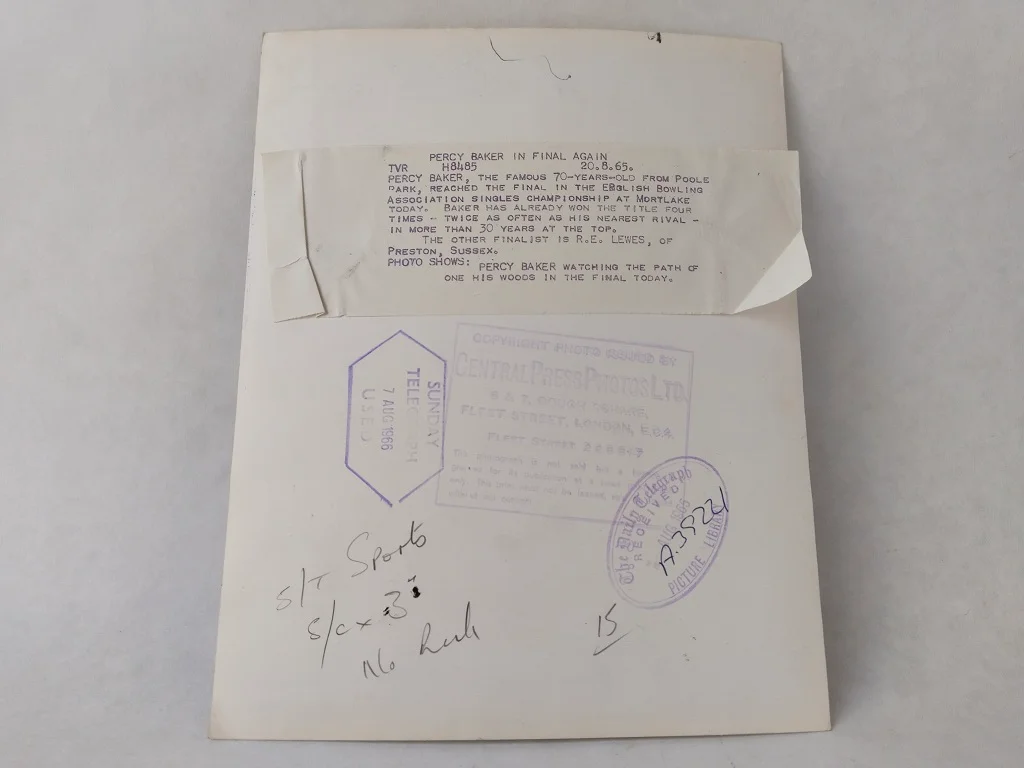 PERCY BAKER IN FINAL AGAIN
TVR H8485 20.8.65.
PERCY BAKER, THE FAMOUS 70-YEARS-OLD FROM POOLE
PARK, REACHED THE FINAL IN THE ENGLISH BOWLING
ASSOCIATION SINGLES CHAMPIONSHIP AT MORTLAKE
TODAY. BAKER HAS ALREADY WON THE TITLE FOUR
TIMES - TWICE AS OFTEN AS HIS NEAREST RIVAL -
IN MORE THAN 30 YEARS AT THE TOP.
THE OTHER FINALIST IS R.E. LEWES, OF
PRESTON, SUSSEX.
PHOTO SHOWS: PERCY BAKER WATCHING THE PATH OF
ONE HIS WOODS IN THE FINAL TODAY.
SUNDAY
TELEGRAPH
7 AUG 1966
USED
COPYRIGHT PHOTO ISSUED BY
CENTRAL PRESS PHOTOS LTD.
GOUGH SQUARE,
FLEET STREET, LONDON, E.C.4.
The Daily Telegraph
RECEIVED
AUG
A.39221
PICTURE LIBRARY
S/T Sports
S/C x 3"
No
15